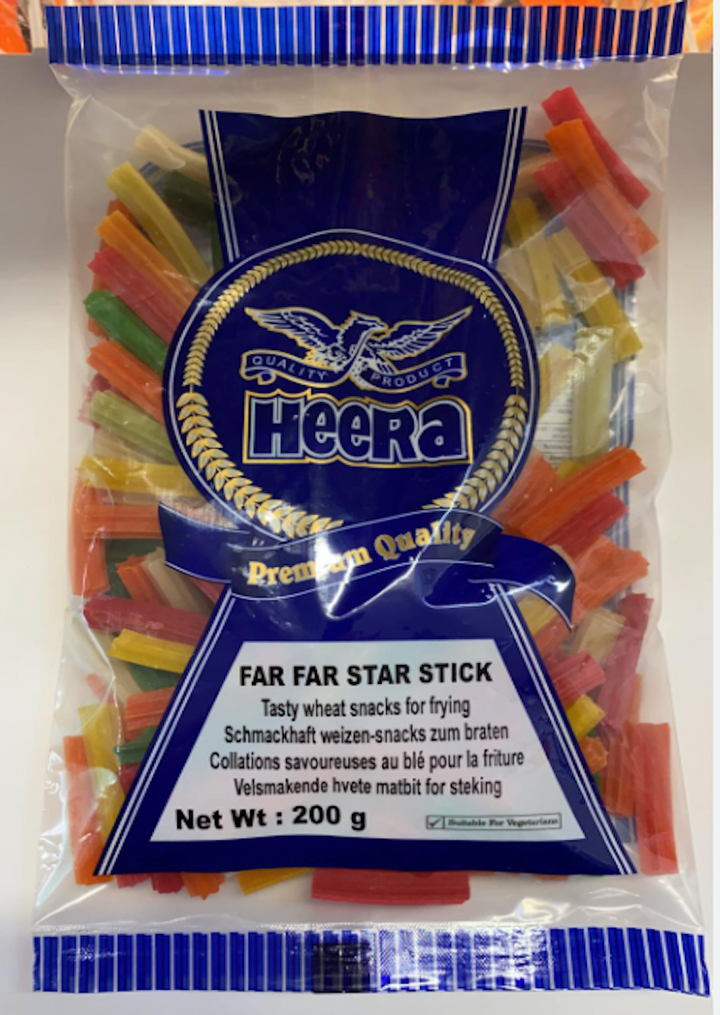 QUALITY PRODUCT
HEERa
Premium Quality
FAR FAR STAR STICK
Tasty wheat snacks for frying
Schmackhaft weizen-snacks zum braten
Collations savoureuses au blé pour la friture
Velsmakende hvete matbit for steking
Net Wt : 200 g
Suitable For Vegetarians